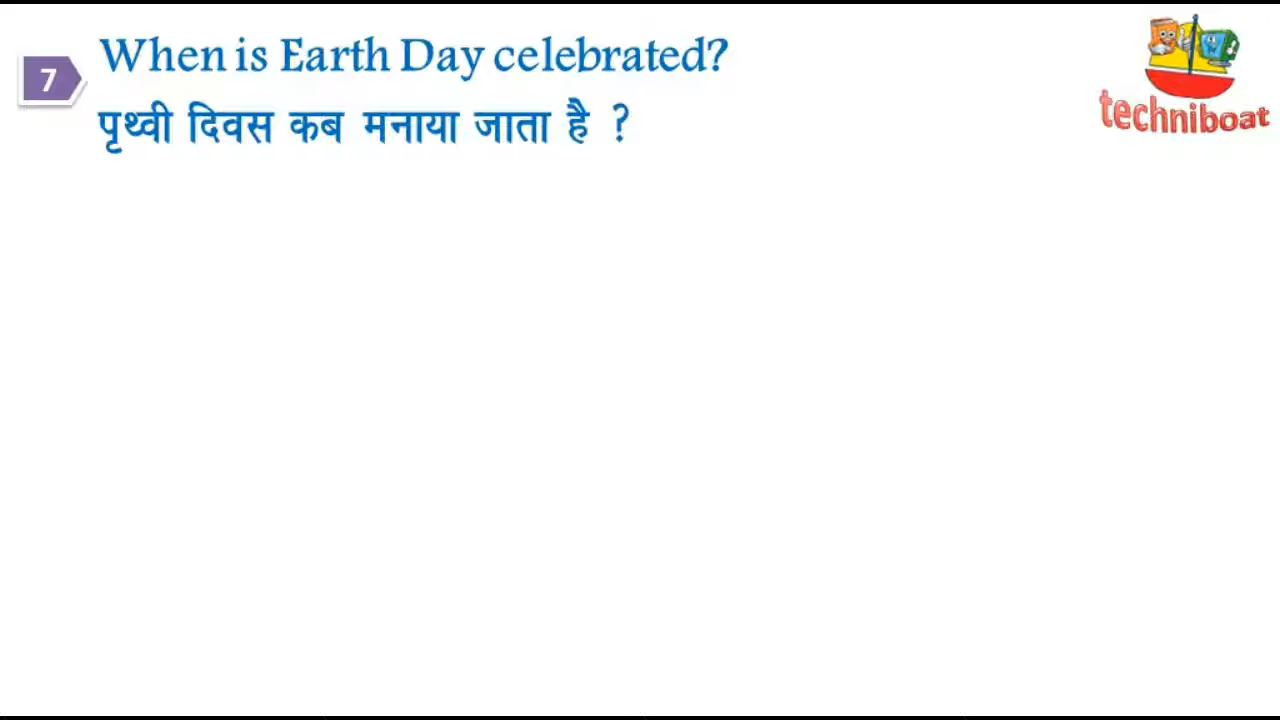 7
When is Earth Day celebrated?
पृथ्वी दिवस कब मनाया जाता है ?
techniboat